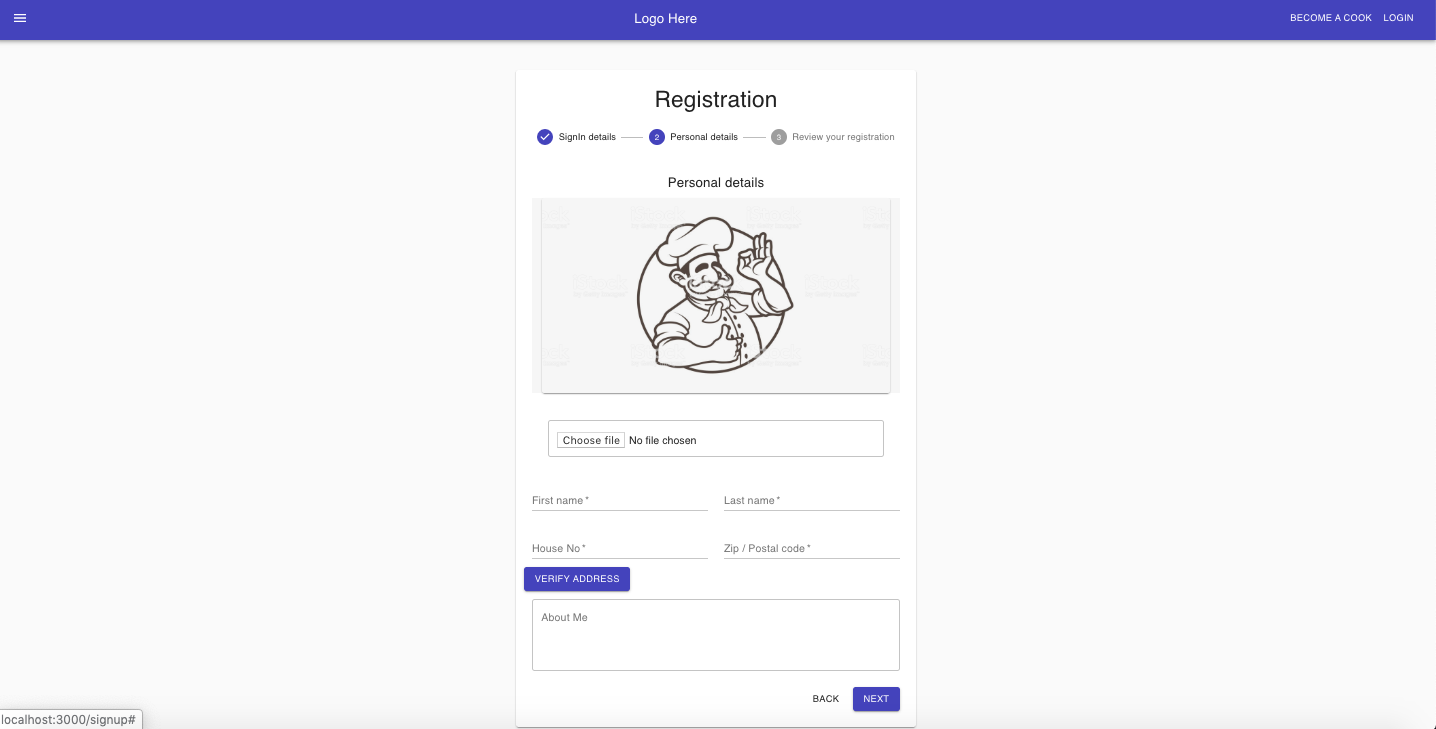 Logo Here
BECOME A COOK LOGIN
Registration
SignIn details 2 Personal details 3 Review your registration
Personal details
Choose file No file chosen
First name * Last name *
House No * Zip / Postal code *
VERIFY ADDRESS
About Me
BACK NEXT
localhost:3000/signup#